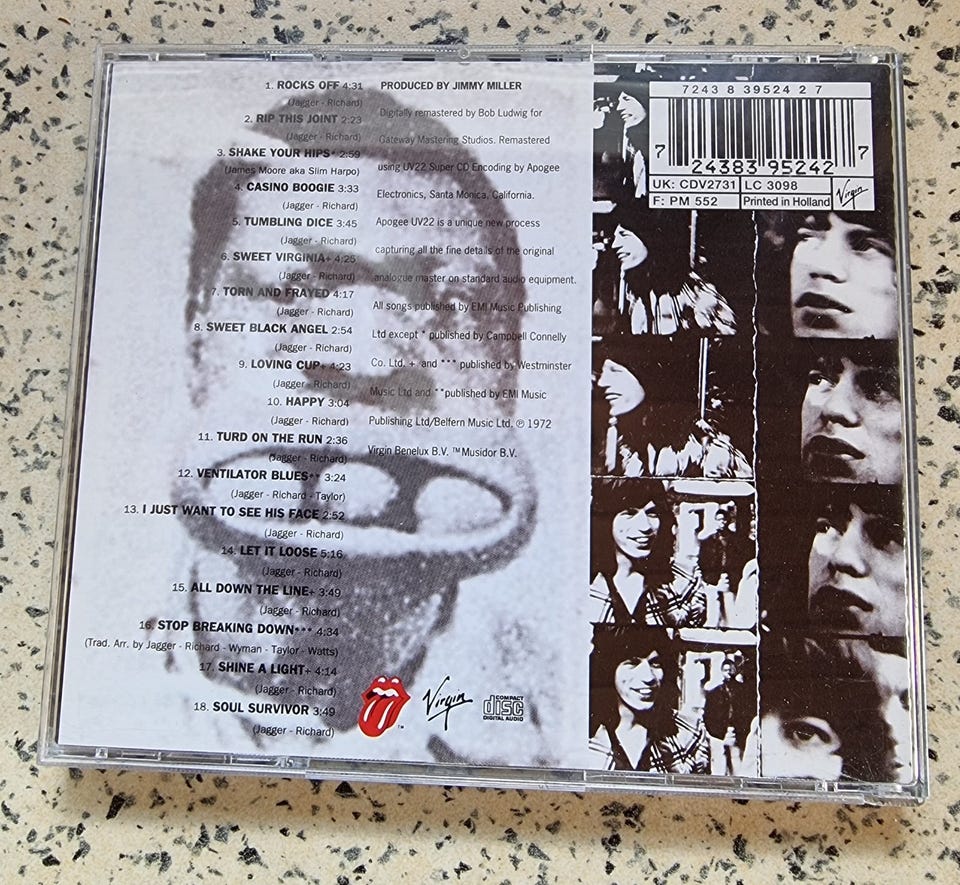 1. ROCKS OFF 4:31
(Jagger - Richard)
2. RIP THIS JOINT 2:23
(Jagger - Richard)
3. SHAKE YOUR HIPS* 2:59
(James Moore aka Slim Harpo)
4. CASINO BOOGIE 3:33
(Jagger - Richard)
5. TUMBLING DICE 3:45
(Jagger - Richard)
6. SWEET VIRGINIA+ 4:25
(Jagger - Richard)
7. TORN AND FRAYED 4:17
(Jagger - Richard)
8. SWEET BLACK ANGEL 2:54
(Jagger - Richard)
9. LOVING CUP+ 4:23
(Jagger - Richard)
10. HAPPY 3:04
(Jagger - Richard)
11. TURD ON THE RUN 2:36
(Jagger - Richard)
12. VENTILATOR BLUES** 3:24
(Jagger - Richard - Taylor)
13. I JUST WANT TO SEE HIS FACE 2:52
(Jagger - Richard)
14. LET IT LOOSE 5:16
(Jagger - Richard)
15. ALL DOWN THE LINE+ 3:49
(Jagger - Richard)
16. STOP BREAKING DOWN*** 4:34
(Trad. Arr. by Jagger - Richard - Wyman - Taylor - Watts)
17. SHINE A LIGHT+ 4:14
(Jagger - Richard)
18. SOUL SURVIVOR 3:49
(Jagger - Richard)
PRODUCED BY JIMMY MILLER
Digitally remastered by Bob Ludwig for
Gateway Mastering Studios. Remastered
using UV22 Super CD Encoding by Apogee
Electronics, Santa Monica, California.
Apogee UV22 is a unique new process
capturing all the fine details of the original
analogue master on standard audio equipment.
All songs published by EMI Music Publishing
Ltd except * published by Campbell Connelly
Co. Ltd. + and *** published by Westminster
Music Ltd and **published by EMI Music
Publishing Ltd/Belfern Music Ltd. ℗ 1972
Virgin Benelux B.V. ™Musidor B.V.
TM
Virgin
COMPACT
disc
DIGITAL AUDIO
7243 8 39524 2 7
7 24383 95242 7
UK: CDV2731 LC 3098
F: PM 552 Printed in Holland
Virgin